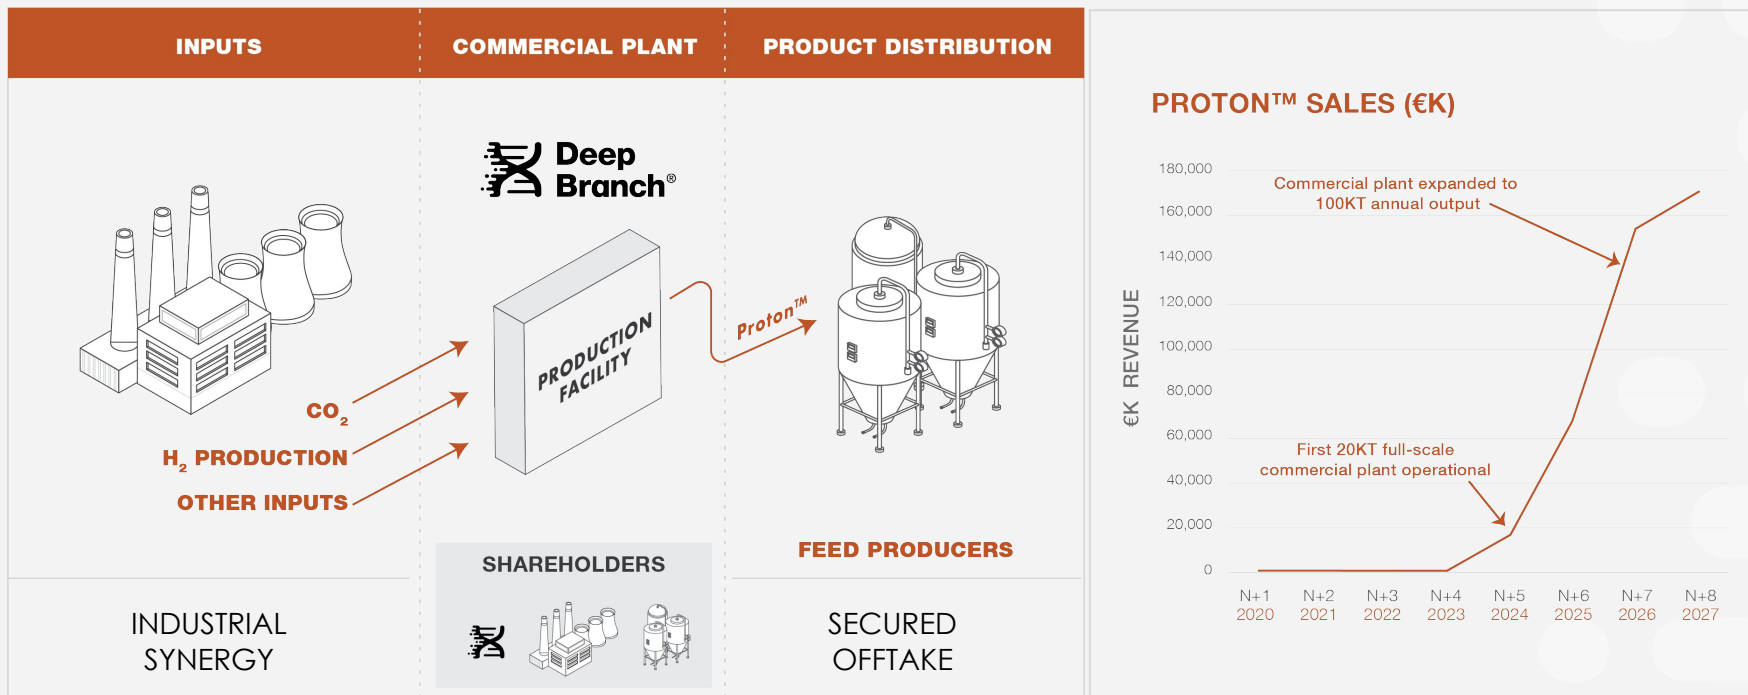 INPUTS
COMMERCIAL PLANT
PRODUCT DISTRIBUTION
Deep
Branch®
PRODUCTION
FACILITY
Proton™
CO₂
H₂ PRODUCTION
OTHER INPUTS
FEED PRODUCERS
SHAREHOLDERS
INDUSTRIAL
SYNERGY
SECURED
OFFTAKE
PROTON™ SALES (€K)
€K REVENUE
180,000
160,000
140,000
120,000
100,000
80,000
60,000
40,000
20,000
0
Commercial plant expanded to
100KT annual output
First 20KT full-scale
commercial plant operational
N+1 N+2 N+3 N+4 N+5 N+6 N+7 N+8
2020 2021 2022 2023 2024 2025 2026 2027